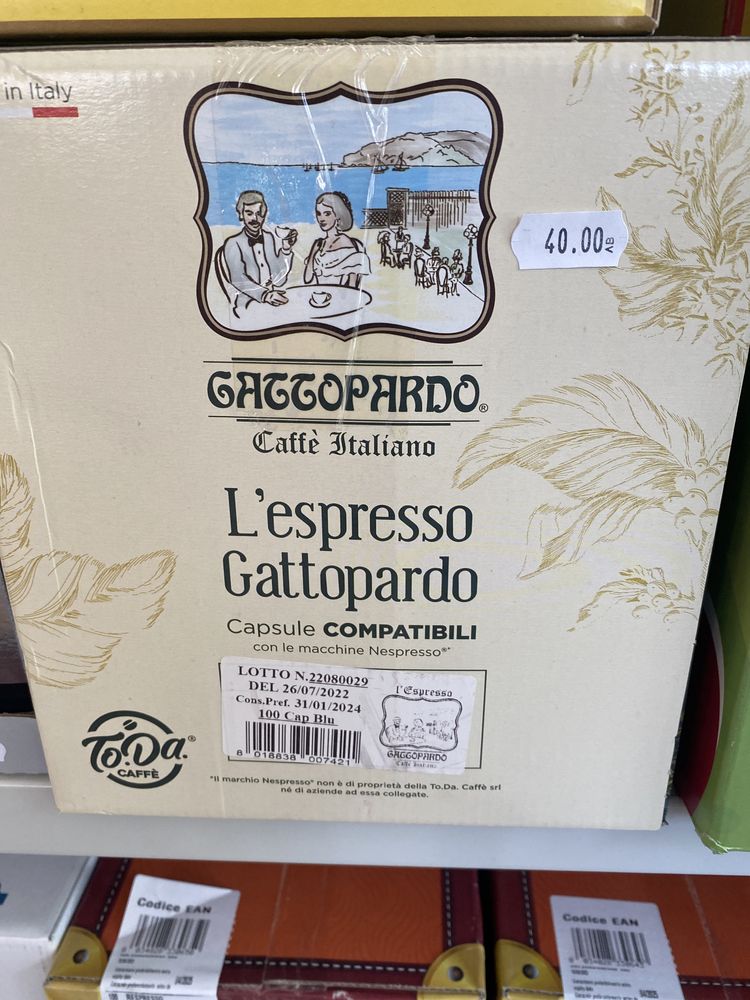 in Italy
40.00
AB
GATTOPARDO®
Caffè Italiano
L'espresso
Gattopardo
Capsule COMPATIBILI
con le macchine Nespresso®*
LOTTO N.22080029
DEL 26/07/2022
Cons.Pref. 31/01/2024
100 Cap Blu
8 018838 007421
l'Espresso
GATTOPARDO
Caffè Italiano
To.Da.®
CAFFÈ
"Il marchio Nespresso" non è di proprietà della To.Da. Caffè srl
né di aziende ad essa collegate.
Codice EAN
Codice EAN